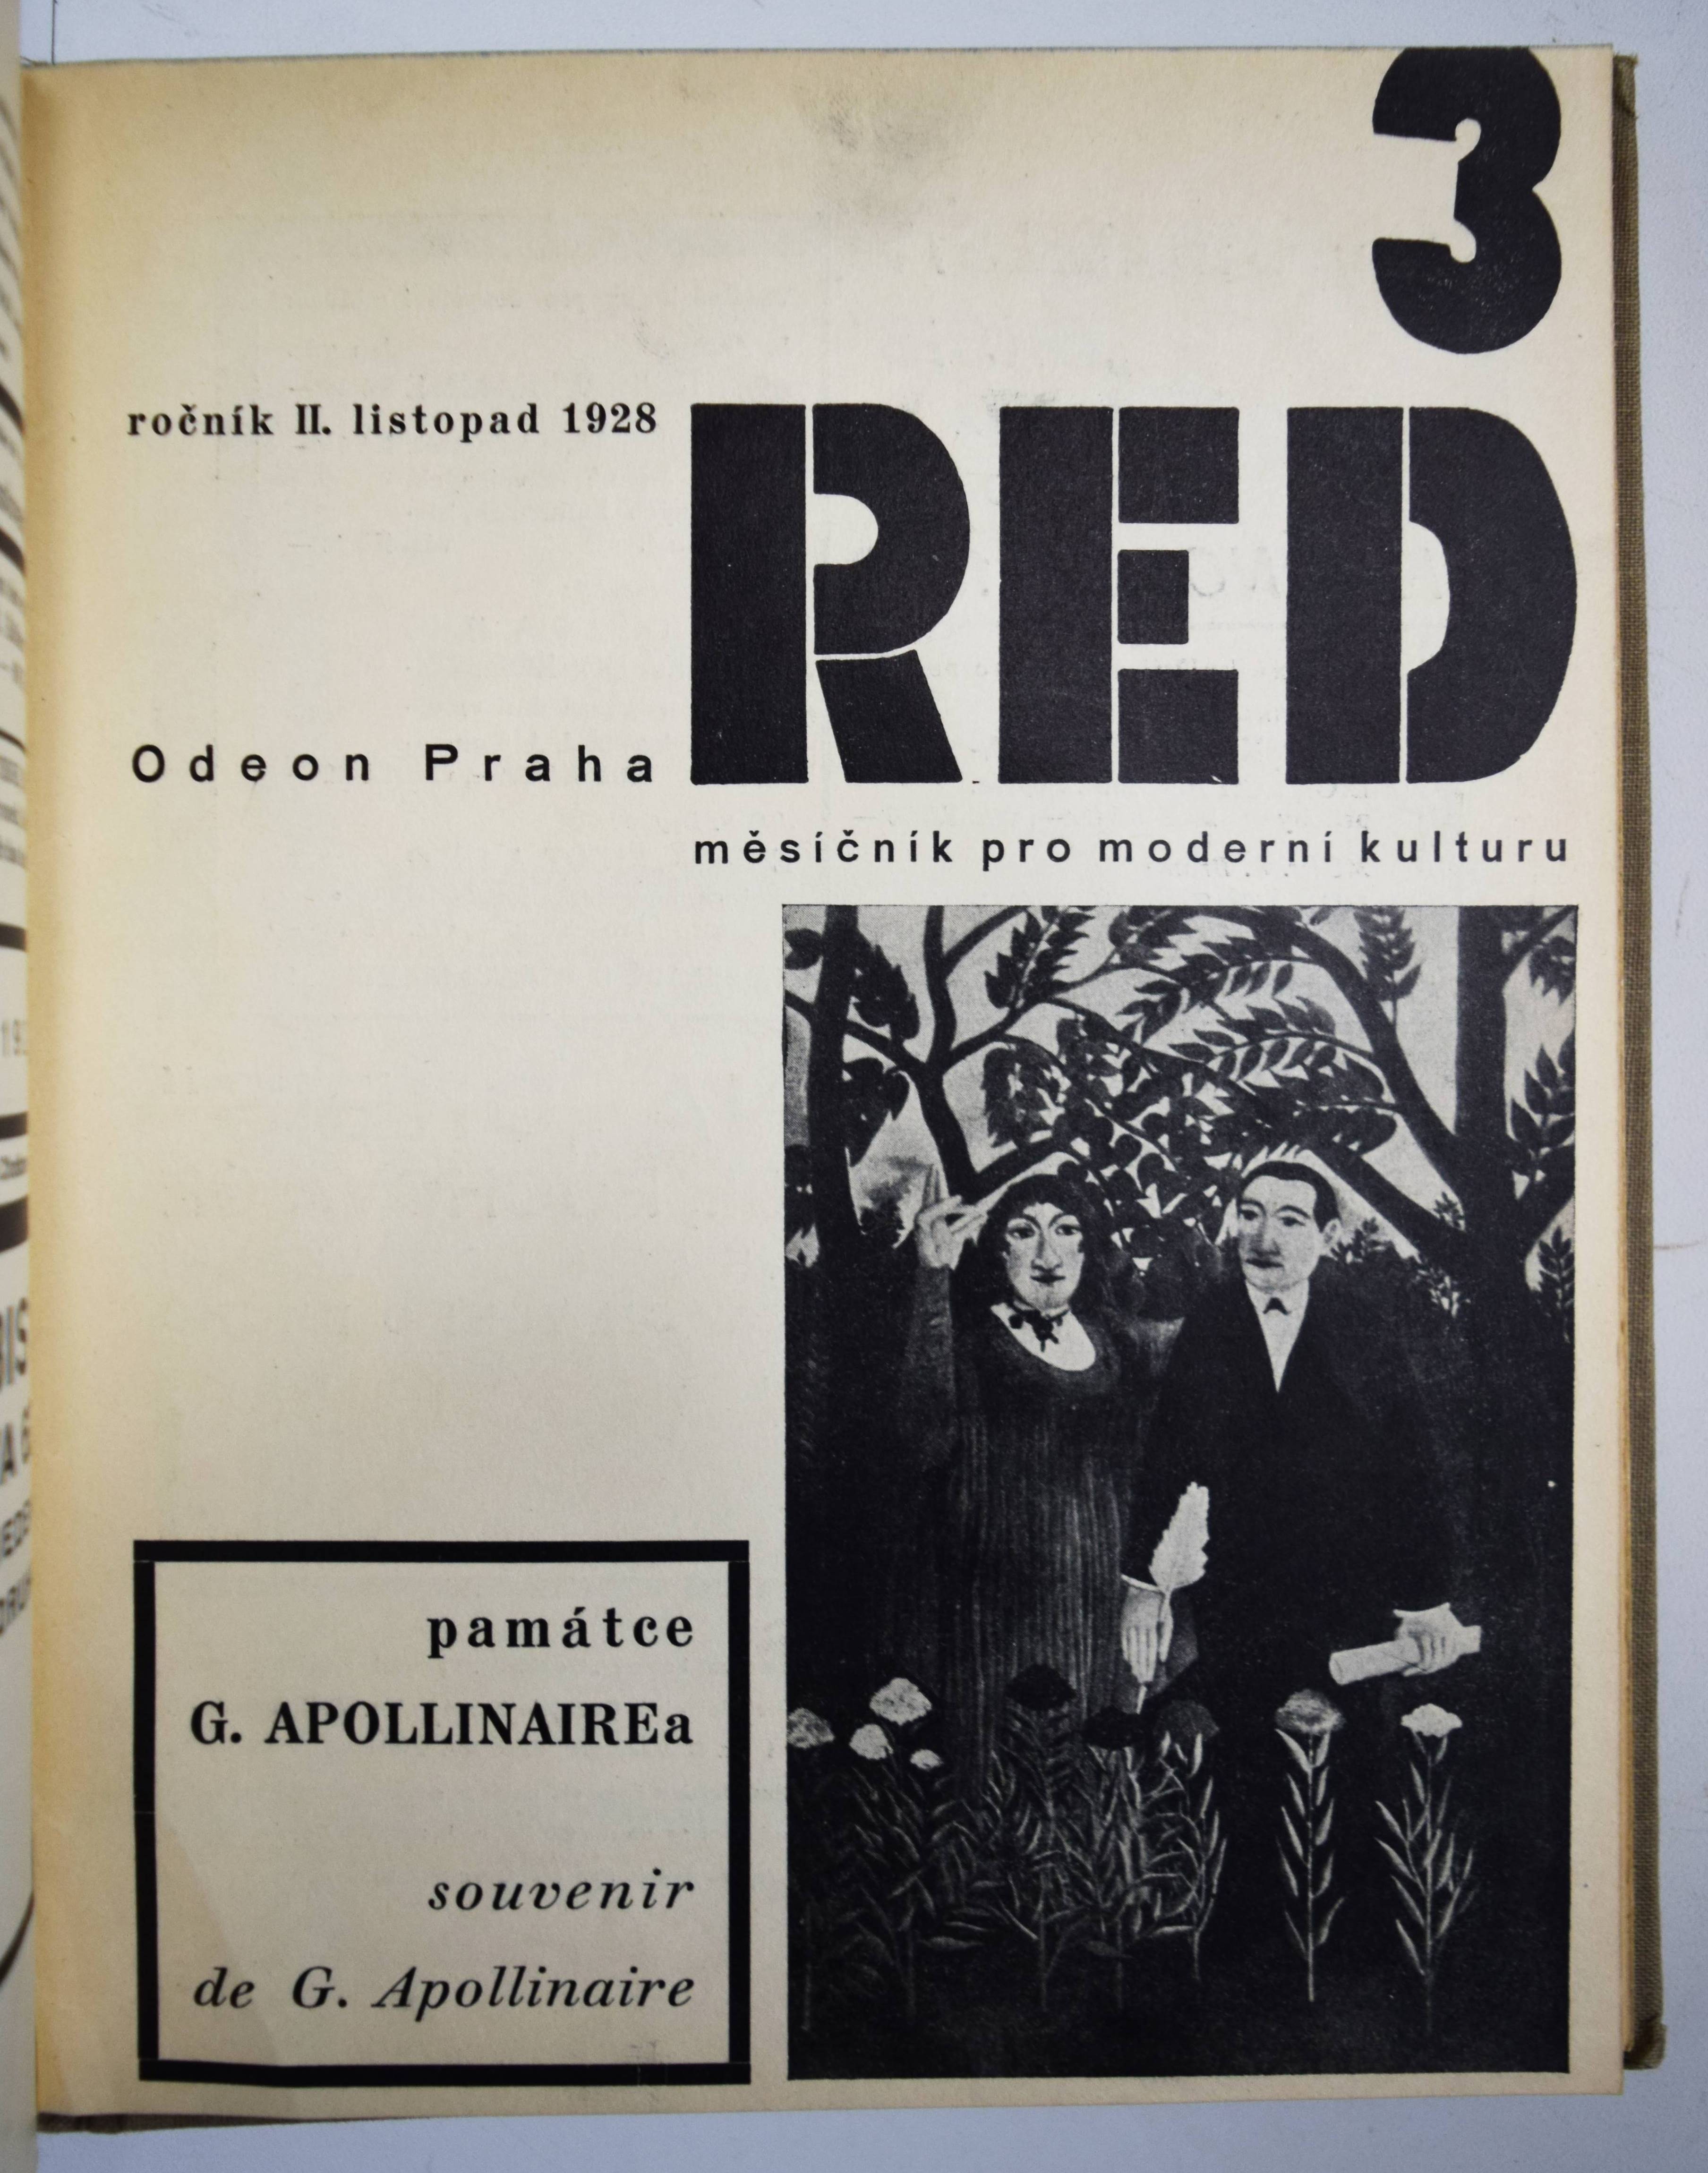 3
ročník II. listopad 1928
RED
Odeon Praha
měsíčník pro moderní kulturu
památce
G. APOLLINAIREa
souvenir
de G. Apollinaire